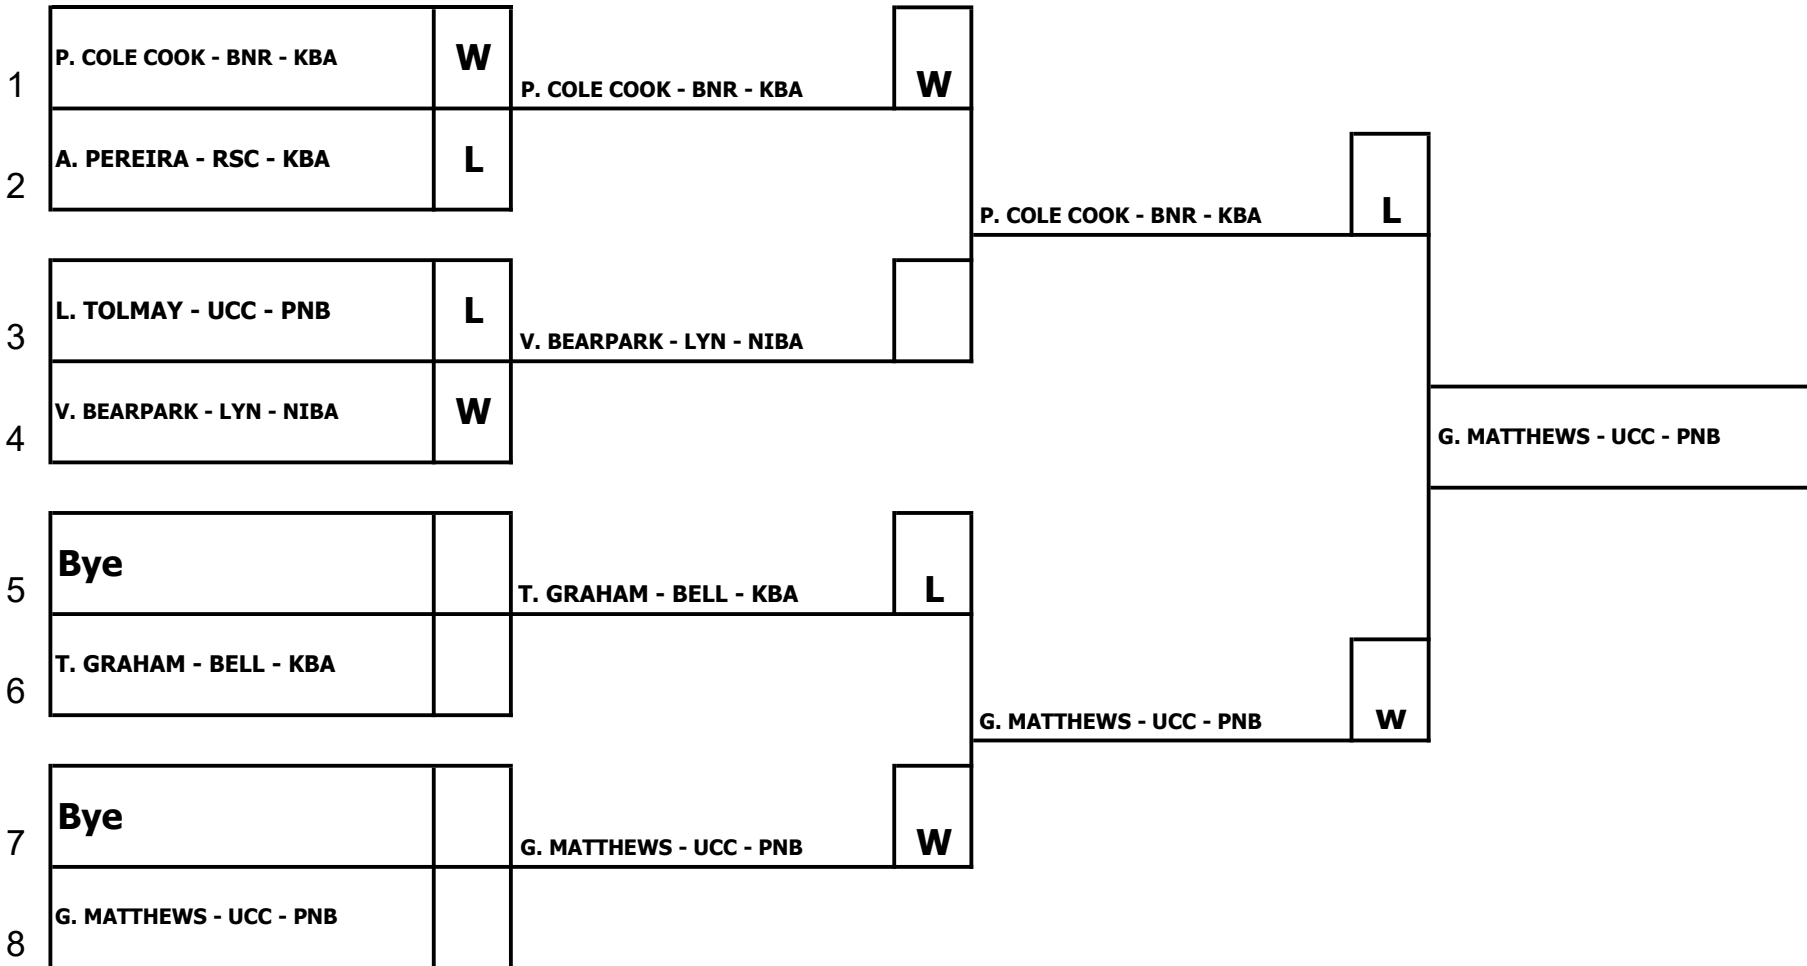 1
P. COLE COOK - BNR - KBA
W
2
A. PEREIRA - RSC - KBA
L
3
L. TOLMAY - UCC - PNB
L
4
V. BEARPARK - LYN - NIBA
W
5
Bye
6
T. GRAHAM - BELL - KBA
7
Bye
8
G. MATTHEWS - UCC - PNB
P. COLE COOK - BNR - KBA
W
V. BEARPARK - LYN - NIBA
T. GRAHAM - BELL - KBA
L
G. MATTHEWS - UCC - PNB
W
P. COLE COOK - BNR - KBA
L
G. MATTHEWS - UCC - PNB
w
G. MATTHEWS - UCC - PNB